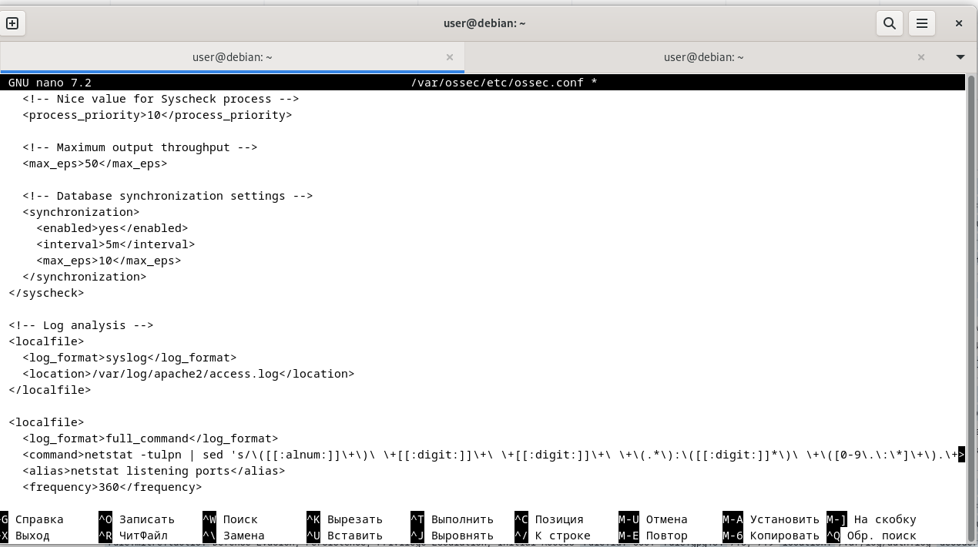 user@debian: ~
user@debian: ~ × user@debian: ~ ×
GNU nano 7.2 /var/ossec/etc/ossec.conf *
<!-- Nice value for Syscheck process -->
<process_priority>10</process_priority>
<!-- Maximum output throughput -->
<max_eps>50</max_eps>
<!-- Database synchronization settings -->
<synchronization>
<enabled>yes</enabled>
<interval>5m</interval>
<max_eps>10</max_eps>
</synchronization>
</syscheck>
<!-- Log analysis -->
<localfile>
<log_format>syslog</log_format>
<location>/var/log/apache2/access.log</location>
</localfile>
<localfile>
<log_format>full_command</log_format>
<command>netstat -tulpn | sed 's/\([[:alnum:]]\+\)\ \+[[:digit:]]\+\ \+[[:digit:]]\+\ \+\(.*\):\([[:digit:]]*\)\ \+\([0-9\.\:\*]\+\).\+>
<alias>netstat listening ports</alias>
<frequency>360</frequency>
^G Справка ^O Записать ^W Поиск ^K Вырезать ^T Выполнить ^C Позиция M-U Отмена M-A Установить M-] На скобку
^X Выход ^R ЧитФайл ^\ Замена ^U Вставить ^J Выровнять ^/ К строке M-E Повтор M-6 Копировать ^Q Обр. поиск